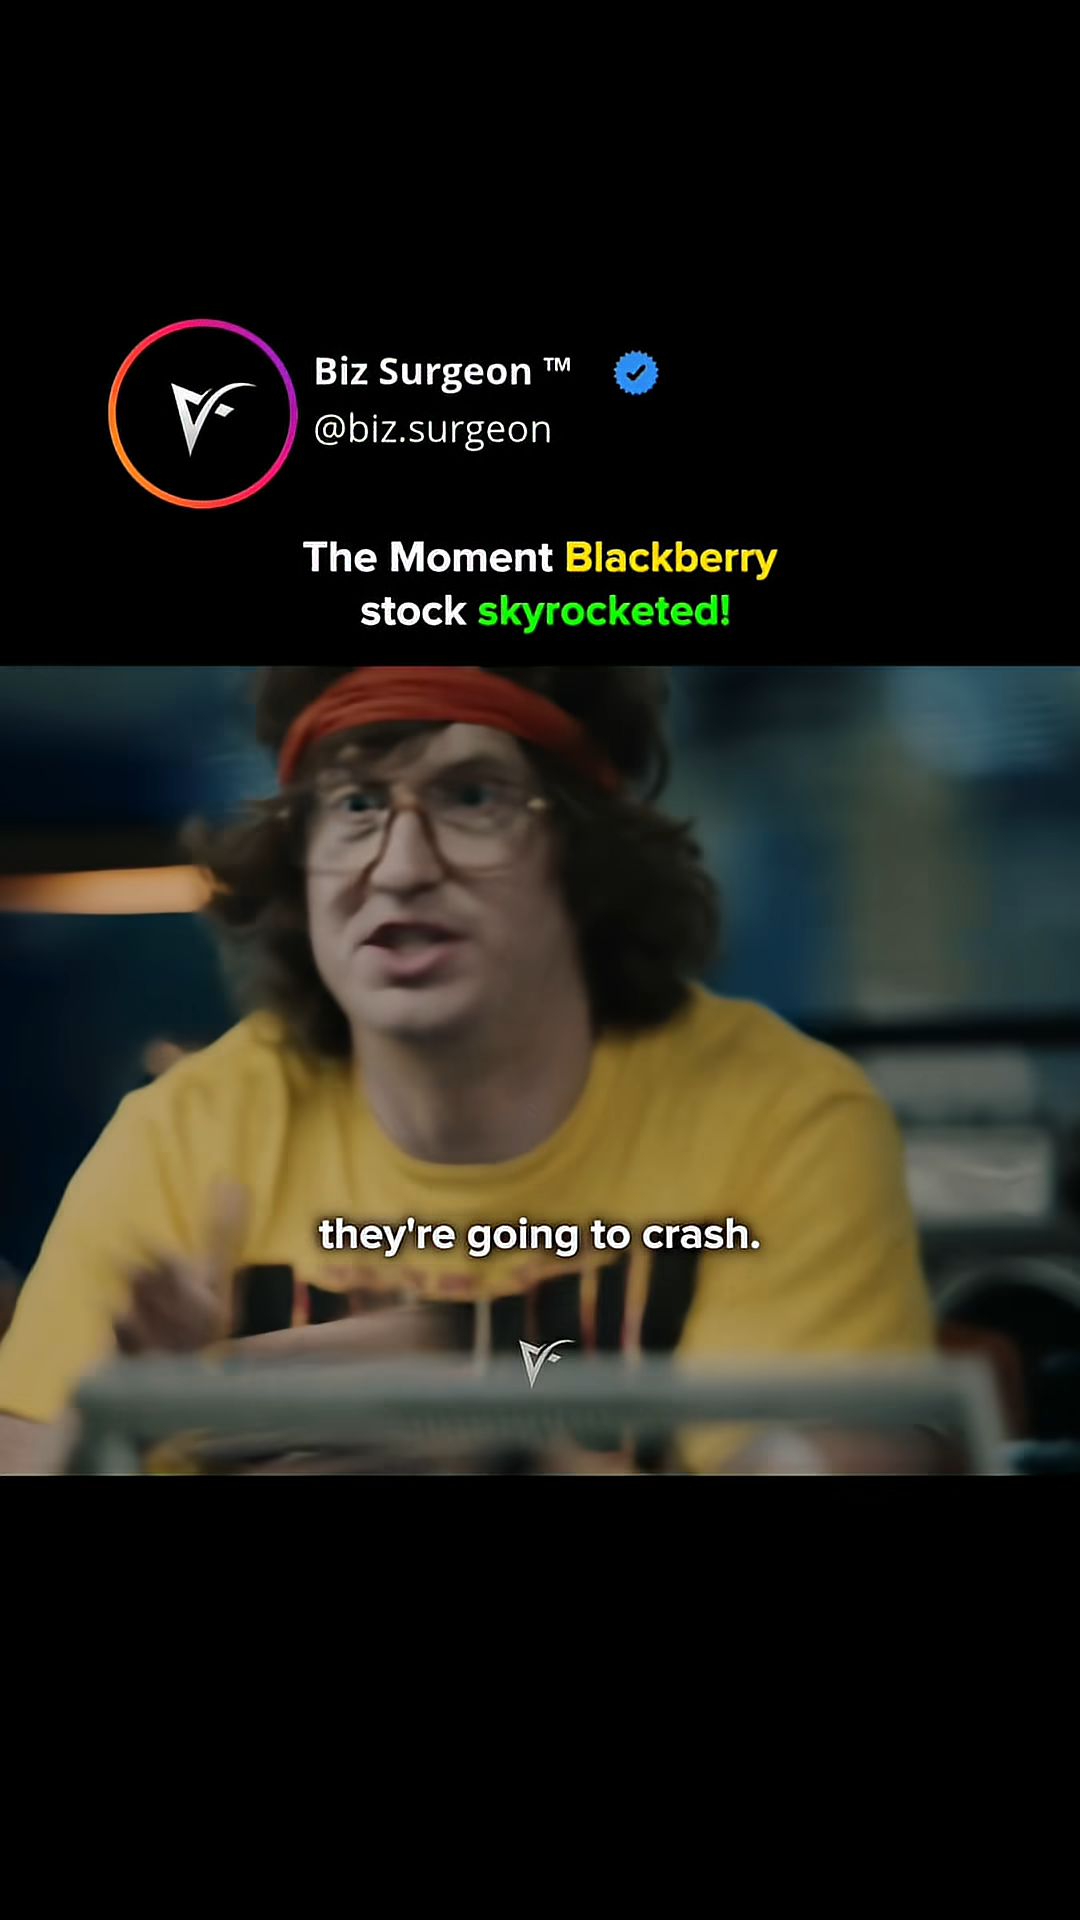 Biz Surgeon ™
@biz.surgeon
The Moment Blackberry
stock skyrocketed!
they're going to crash.